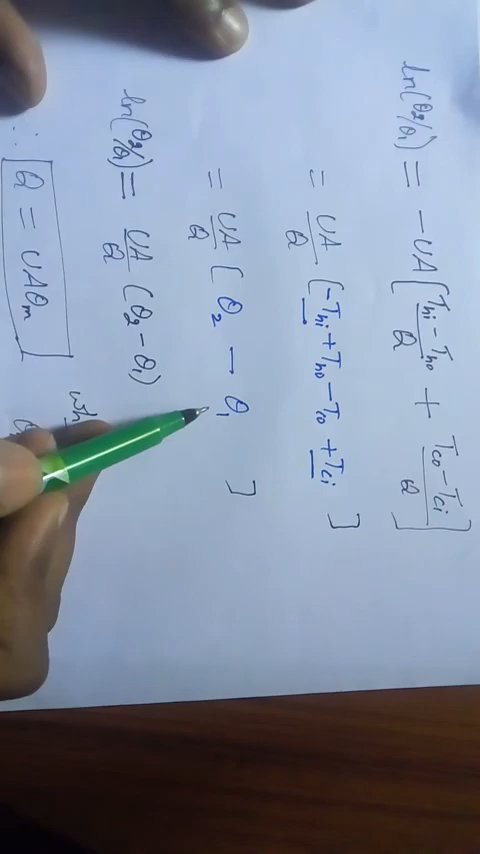 ln(θ2/θ1) = -UA[Thi-Tho/Q + Tco-Tci/Q]
= UA/Q [-Thi+Tho-Tco+Tci]
= UA/Q [θ2 - θ1]
ln(θ2/θ1) = UA/Q (θ2-θ1)
∴ Q = UAθm